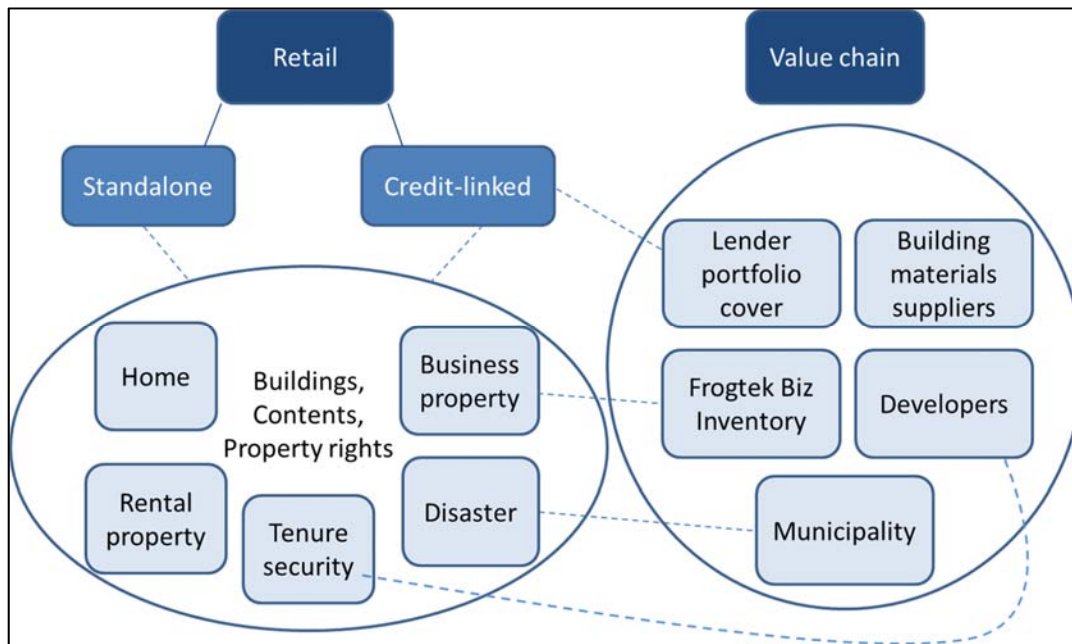 Retail
Value chain
Standalone
Credit-linked
Home
Buildings,
Contents,
Property rights
Business
property
Rental
property
Tenure
security
Disaster
Lender
portfolio
cover
Building
materials
suppliers
Frogtek Biz
Inventory
Developers
Municipality